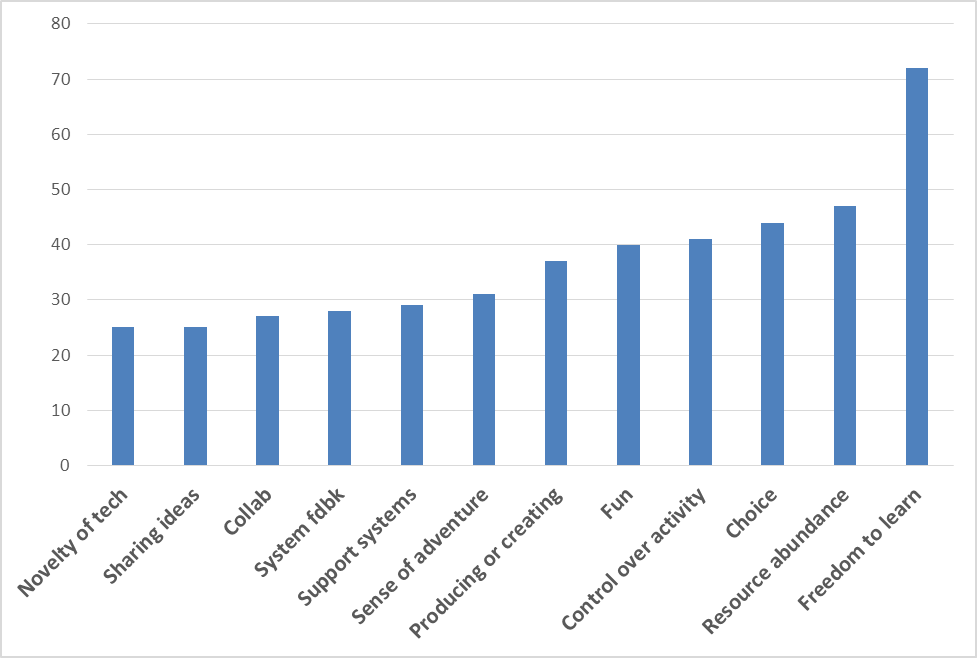 80
70
60
50
40
30
20
10
0
Novelty of tech
Sharing ideas
Collab
System fdbk
Support systems
Sense of adventure
Producing or creating
Fun
Control over activity
Choice
Resource abundance
Freedom to learn